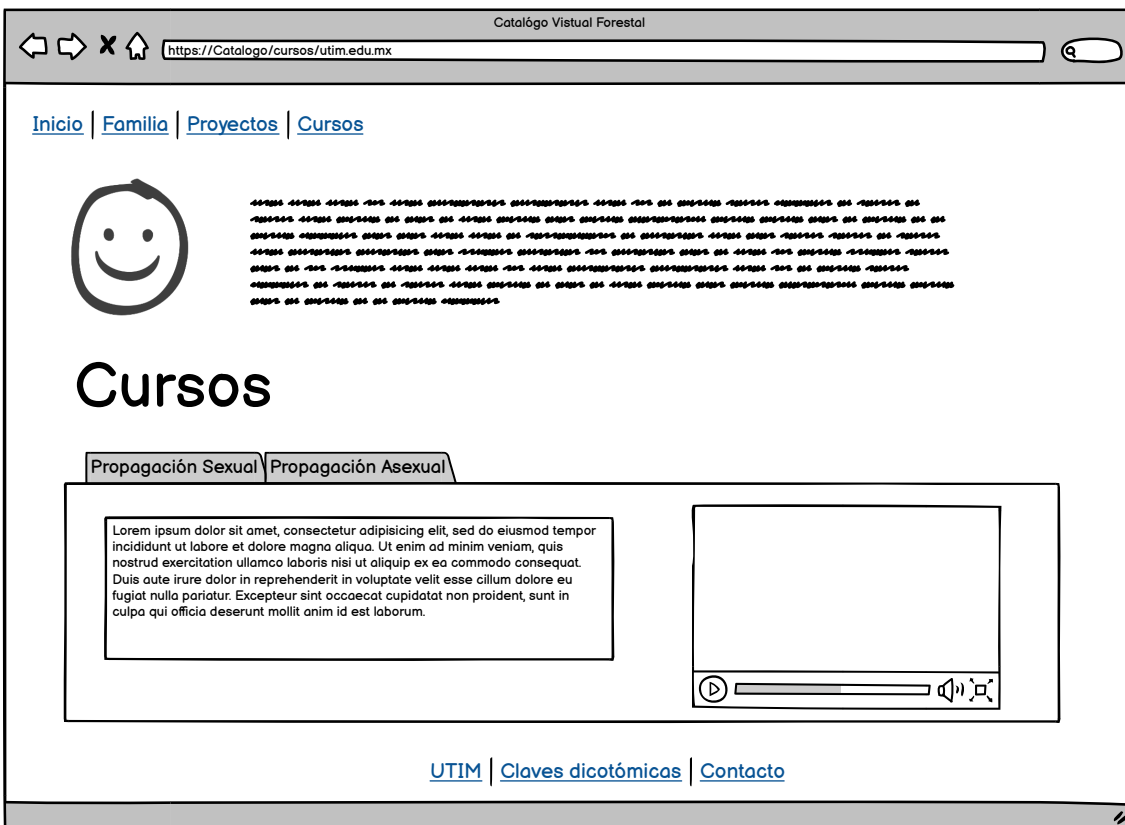 Catalógo Vistual Forestal
https://Catalogo/cursos/utim.edu.mx
Inicio Familia Proyectos Cursos
Cursos
Propagación Sexual Propagación Asexual
Lorem ipsum dolor sit amet, consectetur adipisicing elit, sed do eiusmod tempor
incididunt ut labore et dolore magna aliqua. Ut enim ad minim veniam, quis
nostrud exercitation ullamco laboris nisi ut aliquip ex ea commodo consequat.
Duis aute irure dolor in reprehenderit in voluptate velit esse cillum dolore eu
fugiat nulla pariatur. Excepteur sint occaecat cupidatat non proident, sunt in
culpa qui officia deserunt mollit anim id est laborum.
UTIM Claves dicotómicas Contacto